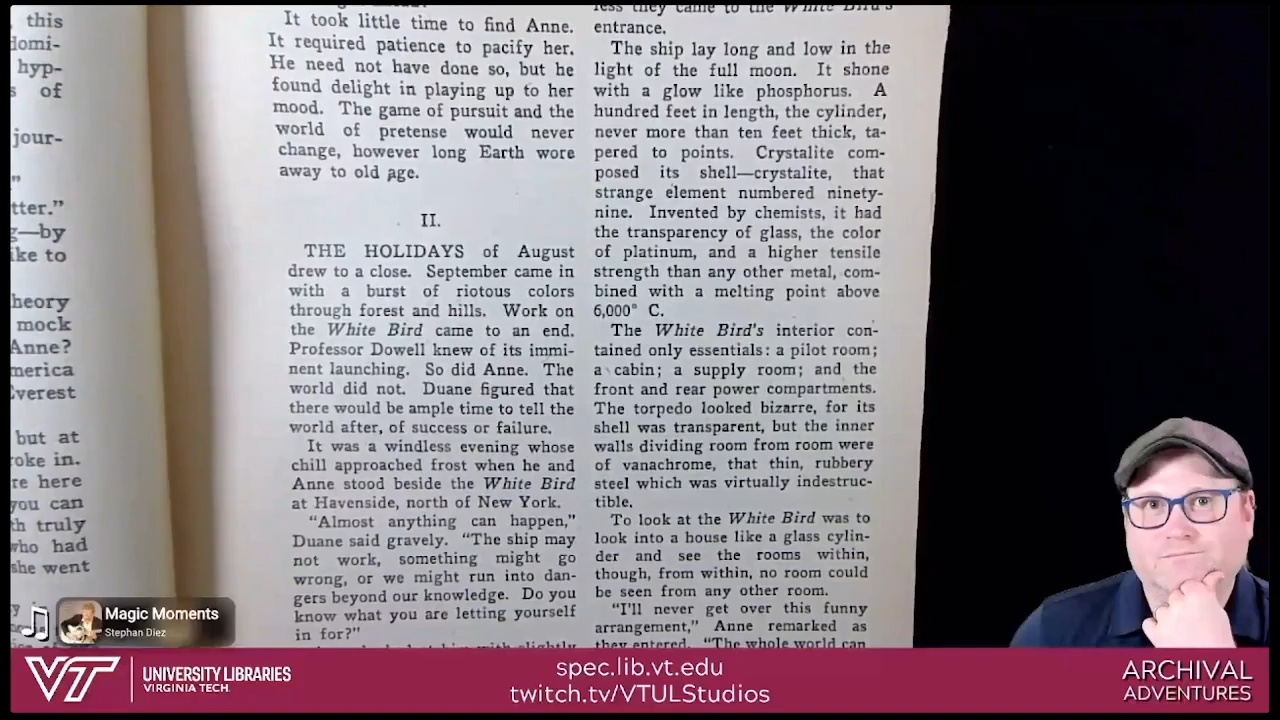 this
domi-
hyp-
s of
jour-
"
tter."
g—by
ike to
heory
mock
Anne?
merica
Everest
but at
oke in.
re here
you can
th truly
who had
she went
It took little time to find Anne.
It required patience to pacify her.
He need not have done so, but he
found delight in playing up to her
mood. The game of pursuit and the
world of pretense would never
change, however long Earth wore
away to old age.
II.
THE HOLIDAYS of August
drew to a close. September came in
with a burst of riotous colors
through forest and hills. Work on
the White Bird came to an end.
Professor Dowell knew of its immi-
nent launching. So did Anne. The
world did not. Duane figured that
there would be ample time to tell the
world after, of success or failure.
It was a windless evening whose
chill approached frost when he and
Anne stood beside the White Bird
at Havenside, north of New York.
"Almost anything can happen,"
Duane said gravely. "The ship may
not work, something might go
wrong, or we might run into dan-
gers beyond our knowledge. Do you
know what you are letting yourself
in for?"
less they came to the White Bird's
entrance.
The ship lay long and low in the
light of the full moon. It shone
with a glow like phosphorus. A
hundred feet in length, the cylinder,
never more than ten feet thick, ta-
pered to points. Crystalite com-
posed its shell—crystalite, that
strange element numbered ninety-
nine. Invented by chemists, it had
the transparency of glass, the color
of platinum, and a higher tensile
strength than any other metal, com-
bined with a melting point above
6,000° C.
The White Bird's interior con-
tained only essentials: a pilot room;
a cabin; a supply room; and the
front and rear power compartments.
The torpedo looked bizarre, for its
shell was transparent, but the inner
walls dividing room from room were
of vanachrome, that thin, rubbery
steel which was virtually indestruc-
tible.
To look at the White Bird was to
look into a house like a glass cylin-
der and see the rooms within,
though, from within, no room could
be seen from any other room.
"I'll never get over this funny
arrangement," Anne remarked as
they entered. "The whole world can
Magic Moments
Stephan Diez
VT
UNIVERSITY LIBRARIES
VIRGINIA TECH.
spec.lib.vt.edu
twitch.tv/VTULStudios
ARCHIVAL
ADVENTURES